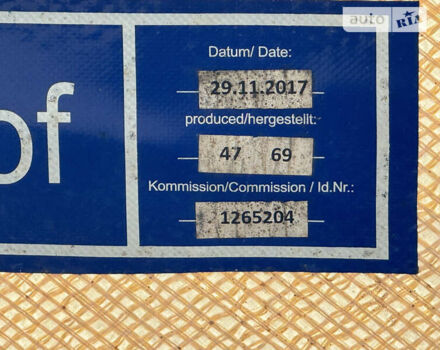 auto RIA
Datum/ Date:
29.11.2017
of
produced/hergestellt:
47 69
Kommission/Commission / Id.Nr.:
1265204